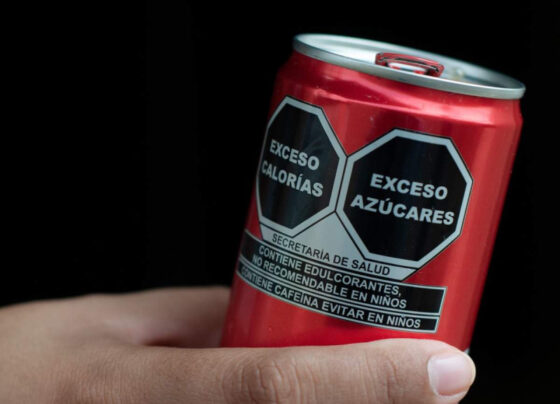 EXCESO
CALORÍAS
EXCESO
AZÚCARES
SECRETARÍA DE SALUD
CONTIENE EDULCORANTES,
NO RECOMENDABLE EN NIÑOS
CONTIENE CAFEÍNA EVITAR EN NIÑOS